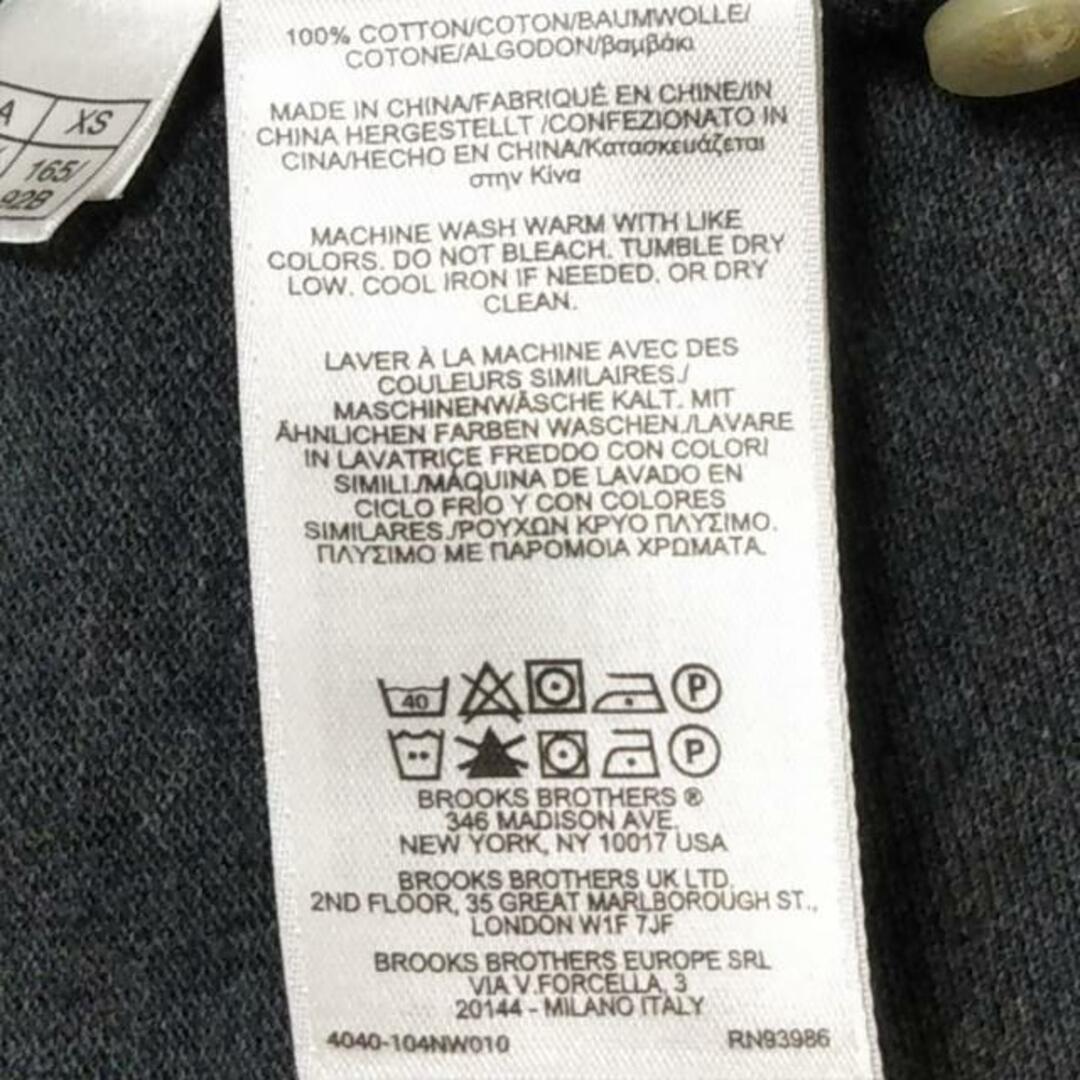 A XS
165/
92B
100% COTTON/COTON/BAUMWOLLE/
COTONE/ALGODON/βαμβάκι
MADE IN CHINA/FABRIQUÉ EN CHINE/IN
CHINA HERGESTELLT /CONFEZIONATO IN
CINA/HECHO EN CHINA/Κατασκευάζεται
στην Κίνα
MACHINE WASH WARM WITH LIKE
COLORS. DO NOT BLEACH. TUMBLE DRY
LOW. COOL IRON IF NEEDED. OR DRY
CLEAN.
LAVER À LA MACHINE AVEC DES
COULEURS SIMILAIRES./
MASCHINENWÄSCHE KALT. MIT
ÄHNLICHEN FARBEN WASCHEN./LAVARE
IN LAVATRICE FREDDO CON COLORI
SIMILI./MÁQUINA DE LAVADO EN
CICLO FRÍO Y CON COLORES
SIMILARES./ΡΟΥΧΩΝ ΚΡΥΟ ΠΛΥΣΙΜΟ.
ΠΛΥΣΙΜΟ ΜΕ ΠΑΡΟΜΟΙΑ ΧΡΩΜΑΤΑ.
40 P
P
BROOKS BROTHERS ®
346 MADISON AVE.
NEW YORK, NY 10017 USA
BROOKS BROTHERS UK LTD.
2ND FLOOR, 35 GREAT MARLBOROUGH ST.,
LONDON W1F 7JF
BROOKS BROTHERS EUROPE SRL
VIA V.FORCELLA, 3
20144 - MILANO ITALY
4040-104NW010 RN93986